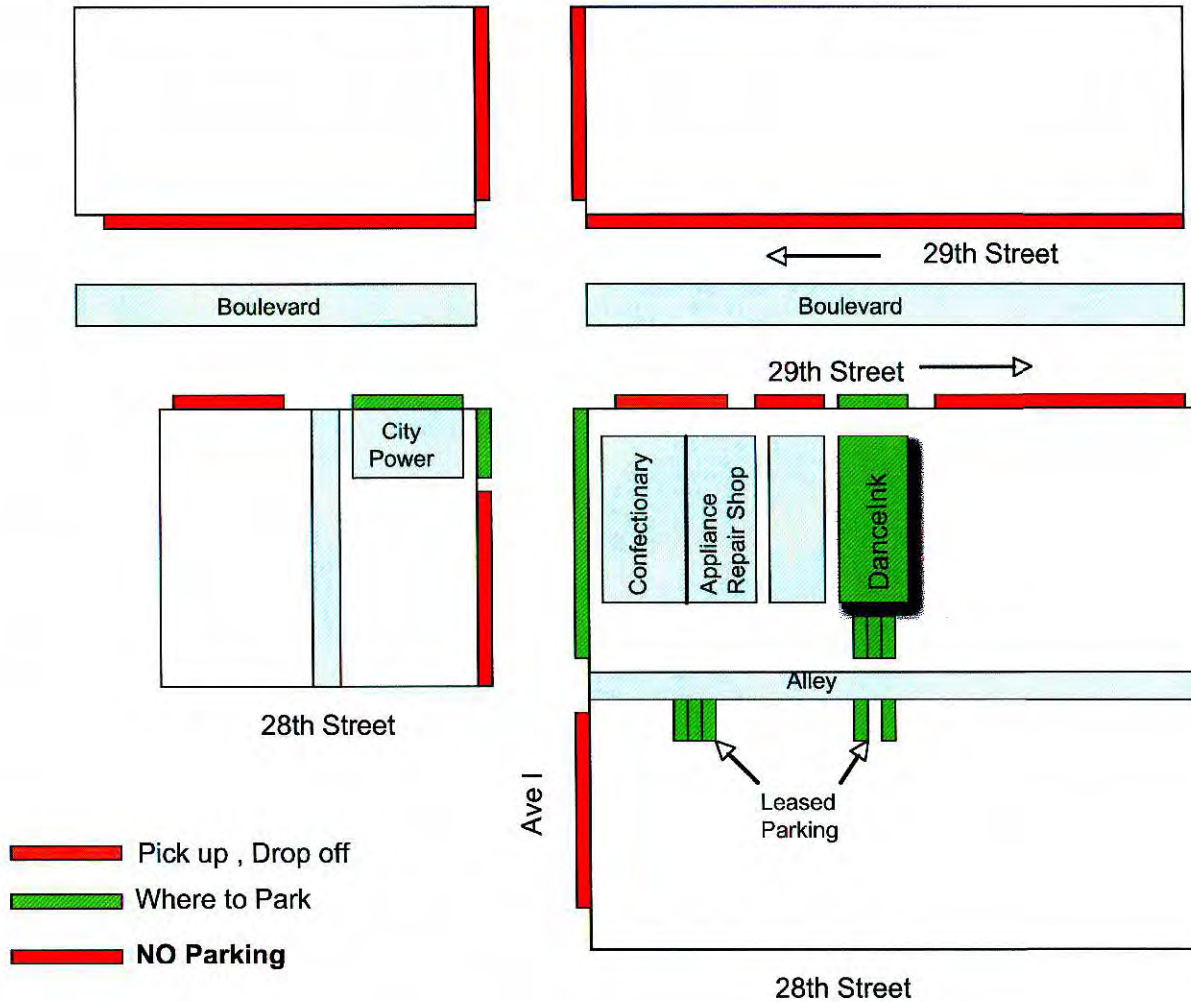 29th Street
Boulevard
Boulevard
29th Street
City
Power
Confectionary
Appliance
Repair Shop
DanceInk
Alley
28th Street
Leased
Parking
Ave I
Pick up , Drop off
Where to Park
NO Parking
28th Street